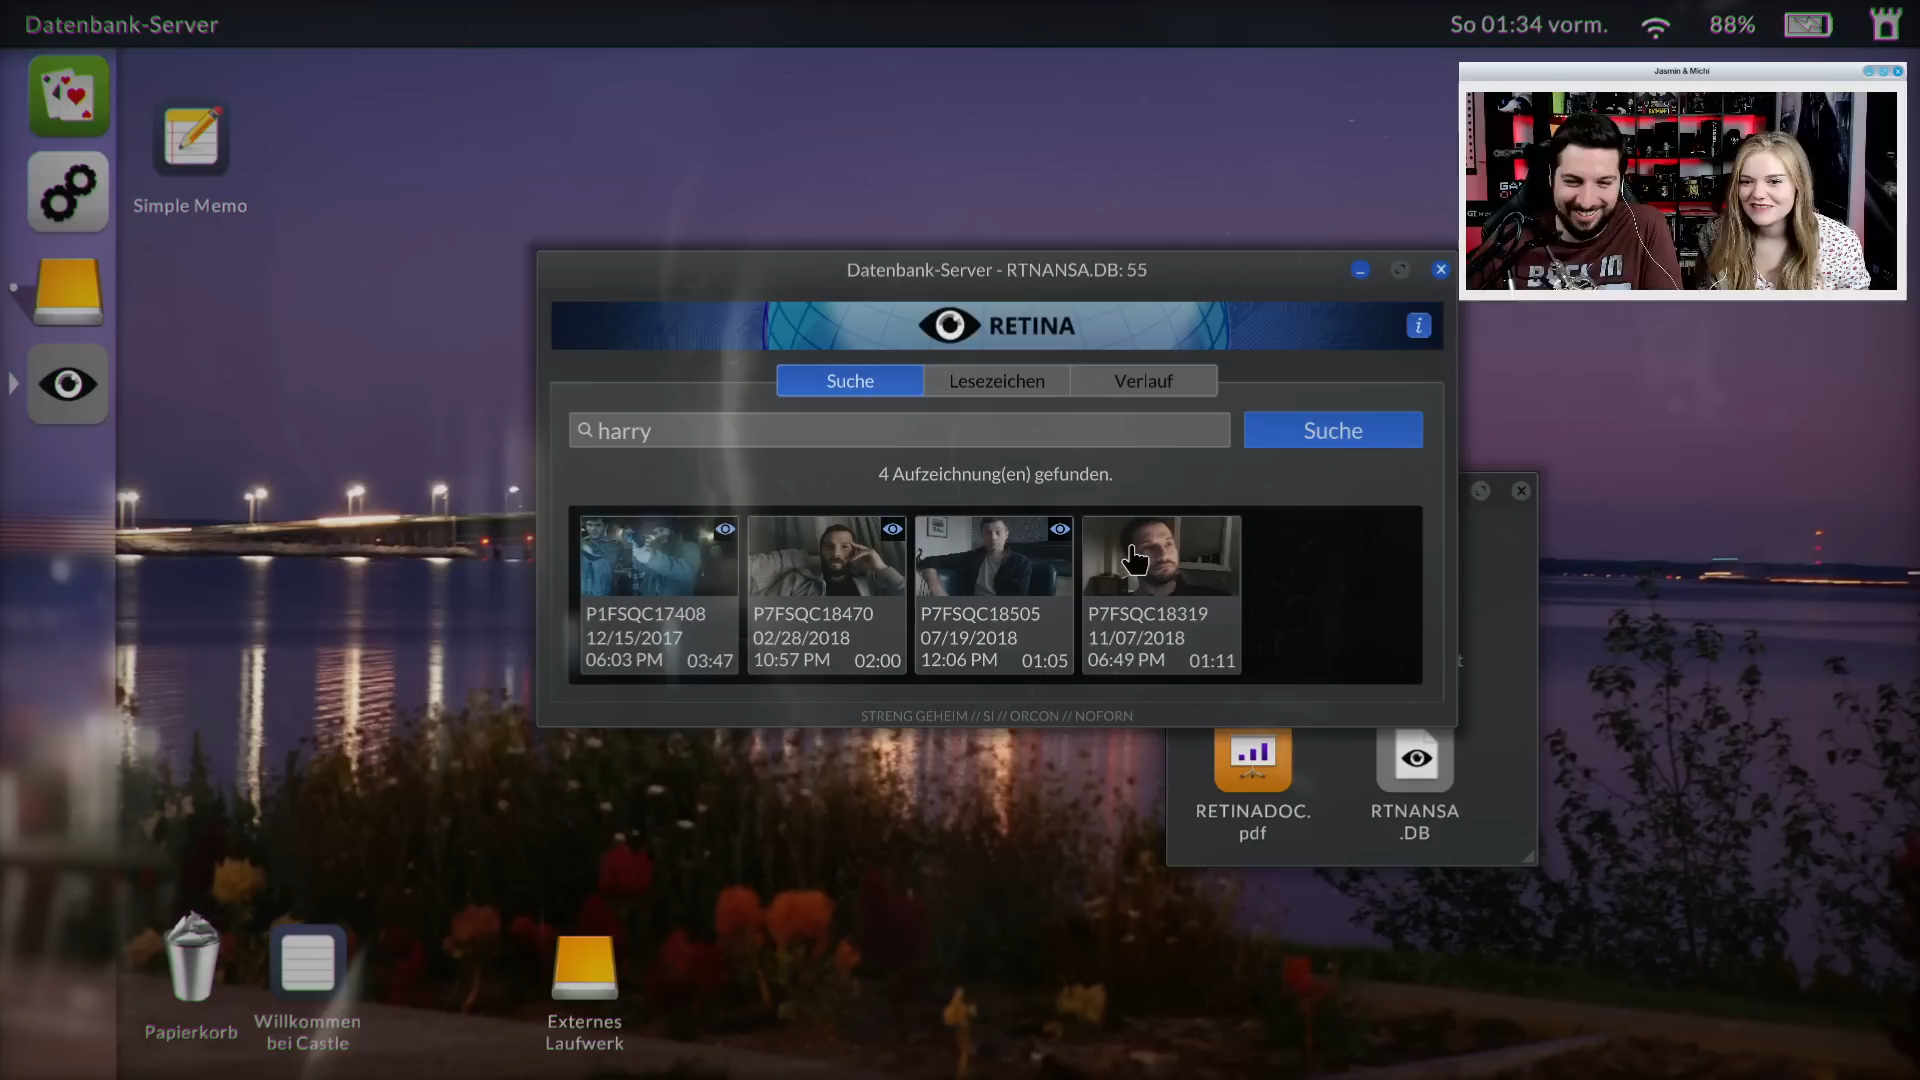 Datenbank-Server
So 01:34 vorm.
88%
Jasmin & Michi
Simple Memo
Datenbank-Server - RTNANSA.DB: 55
RETINA
i
Suche
Lesezeichen
Verlauf
harry
Suche
4 Aufzeichnung(en) gefunden.
P1FSQC17408
12/15/2017
06:03 PM 03:47
P7FSQC18470
02/28/2018
10:57 PM 02:00
P7FSQC18505
07/19/2018
12:06 PM 01:05
P7FSQC18319
11/07/2018
06:49 PM 01:11
STRENG GEHEIM // SI // ORCON // NOFORN
RETINADOC.
pdf
RTNANSA
.DB
Papierkorb
Willkommen
bei Castle
Externes
Laufwerk